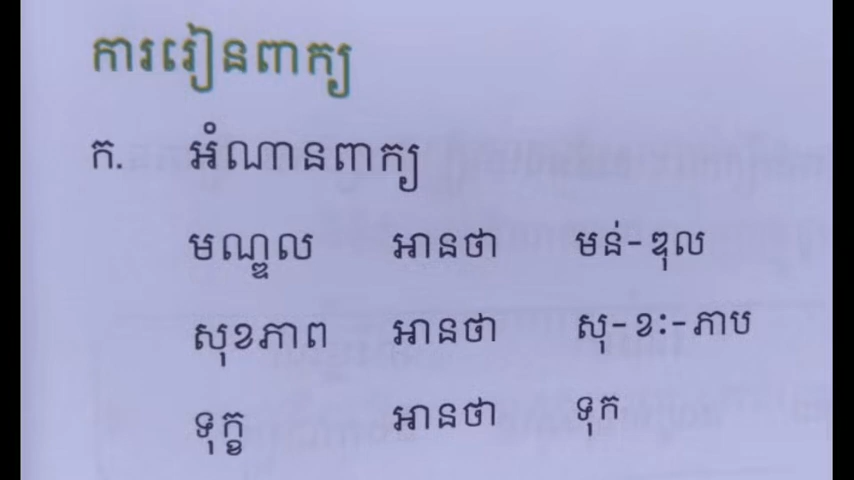 ការរៀនពាក្យ
ក. អំណានពាក្យ
មណ្ឌល អានថា មន់-ឌុល
សុខភាព អានថា សុ-ខៈ-ភាប
ទុក្ខ អានថា ទុក